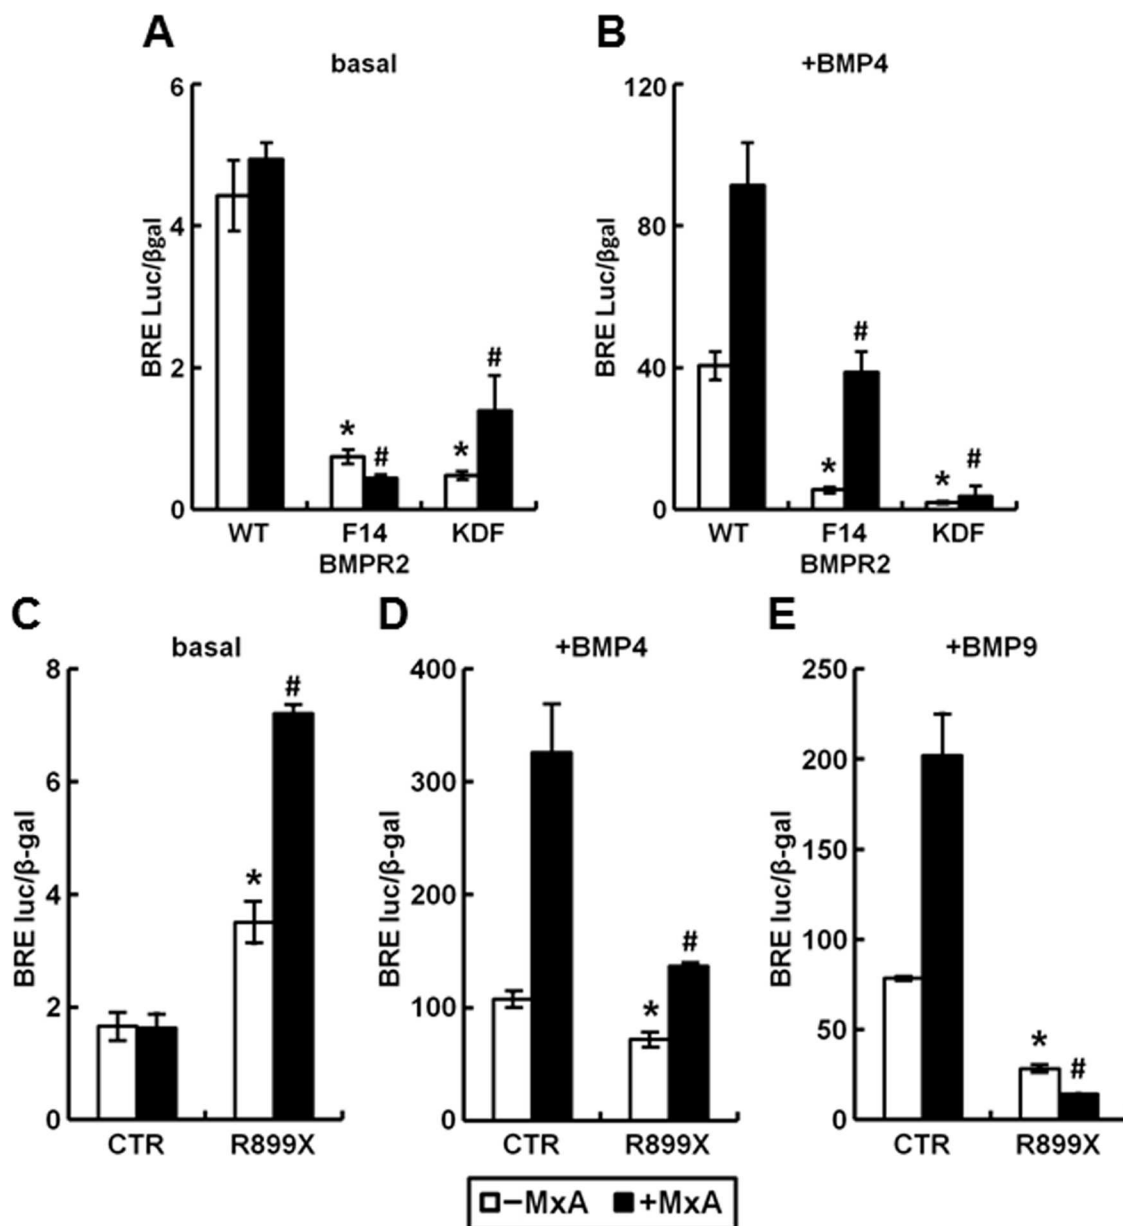 A
basal
BRE Luc/βgal
6
4
2
0
*
#
*
#
WT F14 KDF
BMPR2
B
+BMP4
BRE Luc/βgal
120
80
40
0
*
#
*
#
WT F14 KDF
BMPR2
C
basal
BRE luc/β-gal
8
6
4
2
0
*
#
CTR R899X
D
+BMP4
BRE luc/β-gal
400
300
200
100
0
*
#
CTR R899X
E
+BMP9
BRE luc/β-gal
250
200
150
100
50
0
*
#
CTR R899X
−MxA +MxA